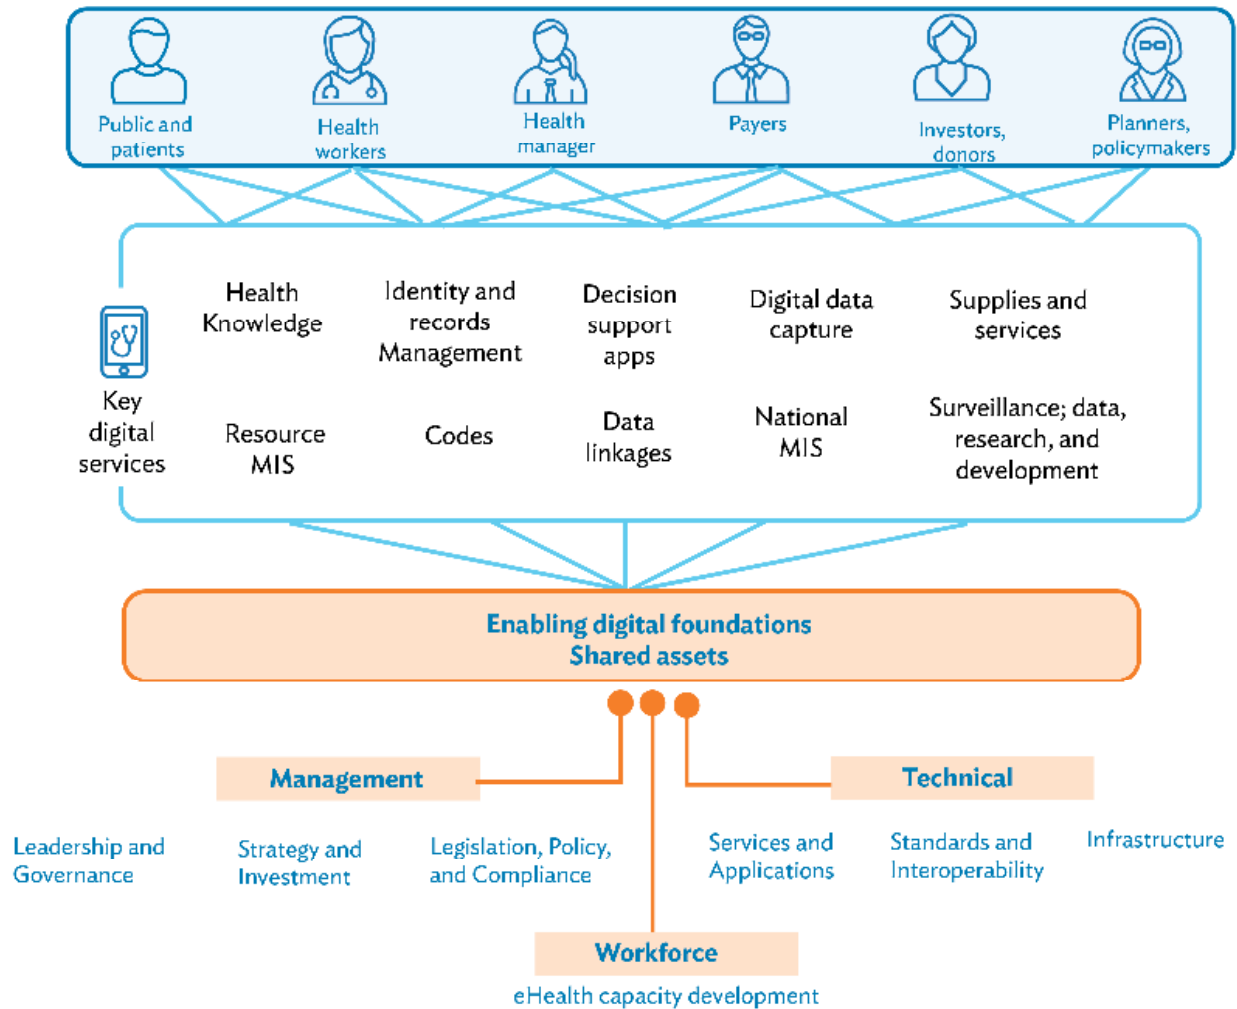 Public and
patients
Health
workers
Health
manager
Payers
Investors,
donors
Planners,
policymakers
Key
digital
services
Health
Knowledge
Identity and
records
Management
Decision
support
apps
Digital data
capture
Supplies and
services
Resource
MIS
Codes
Data
linkages
National
MIS
Surveillance; data,
research, and
development
Enabling digital foundations
Shared assets
Management
Technical
Leadership and
Governance
Strategy and
Investment
Legislation, Policy,
and Compliance
Services and
Applications
Standards and
Interoperability
Infrastructure
Workforce
eHealth capacity development